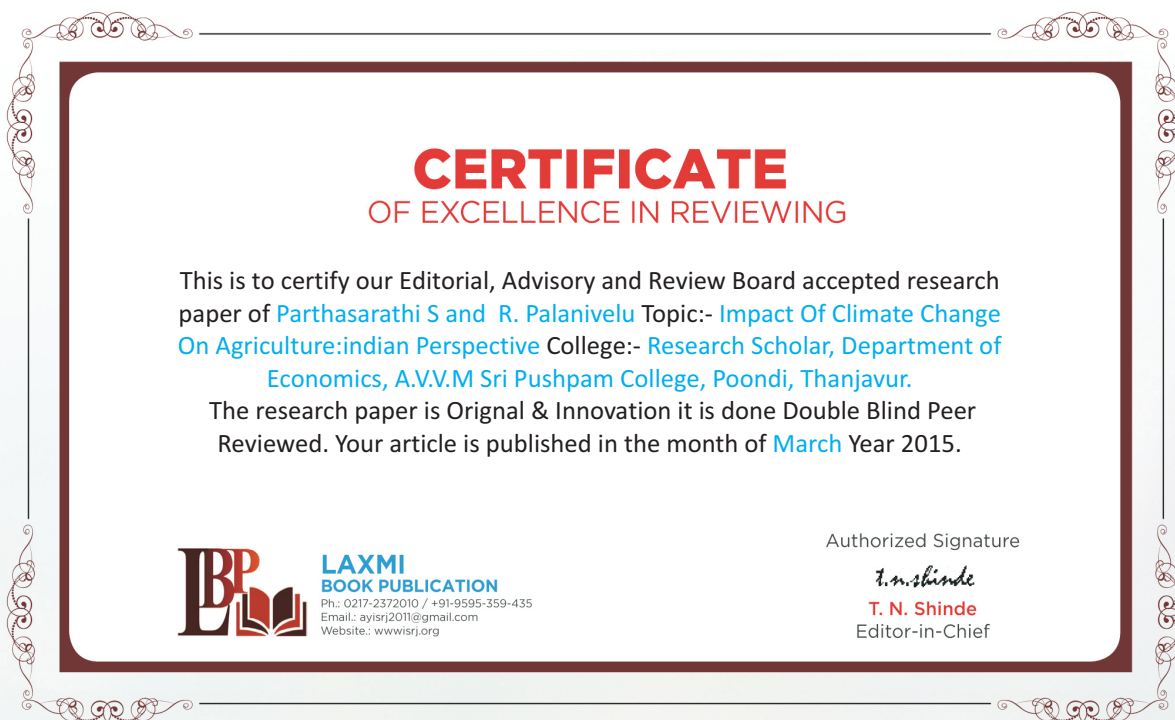 CERTIFICATE
OF EXCELLENCE IN REVIEWING
This is to certify our Editorial, Advisory and Review Board accepted research
paper of Parthasarathi S and R. Palanivelu Topic:- Impact Of Climate Change
On Agriculture:indian Perspective College:- Research Scholar, Department of
Economics, A.V.V.M Sri Pushpam College, Poondi, Thanjavur.
The research paper is Orignal & Innovation it is done Double Blind Peer
Reviewed. Your article is published in the month of March Year 2015.
LBP
LAXMI
BOOK PUBLICATION
Ph.: 0217-2372010 / +91-9595-359-435
Email.: ayisrj2011@gmail.com
Website.: wwwisrj.org
Authorized Signature
t.n.shinde
T. N. Shinde
Editor-in-Chief